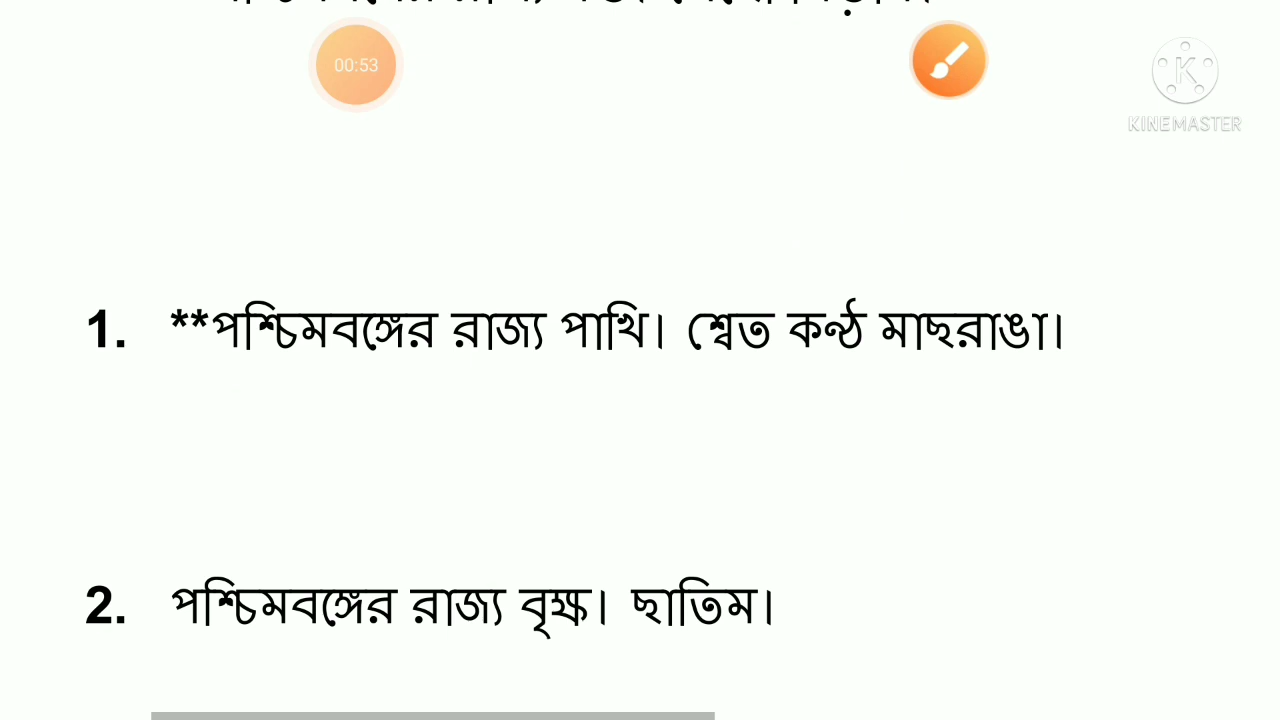 00:53
KINEMASTER
1. **পশ্চিমবঙ্গের রাজ্য পাখি। শ্বেত কন্ঠ মাছরাঙা।
2. পশ্চিমবঙ্গের রাজ্য বৃক্ষ। ছাতিম।